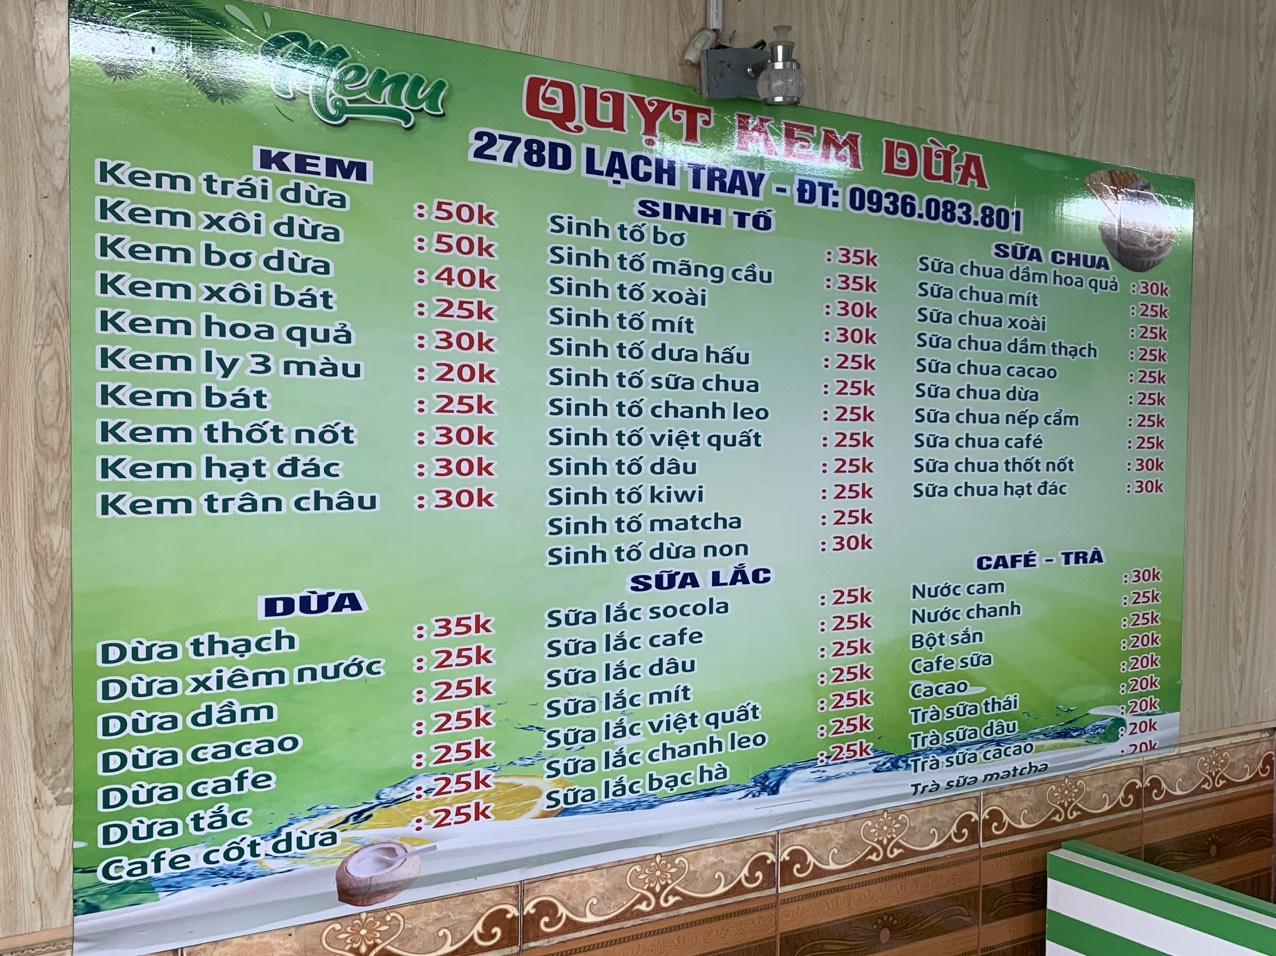 Menu
QUỴT KEM DỪA
278D LẠCH TRAY - ĐT: 0936.083.801
KEM
Kem trái dừa : 50k
Kem xôi dừa : 50k
Kem bơ dừa : 40k
Kem xôi bát : 25k
Kem hoa quả : 30k
Kem ly 3 màu : 20k
Kem bát : 25k
Kem thốt nốt : 30k
Kem hạt đác : 30k
Kem trân châu : 30k
DỪA
Dừa thạch : 35k
Dừa xiêm nước : 25k
Dừa dầm : 25k
Dừa cacao : 25k
Dừa cafe : 25k
Dừa tắc : 25k
Cafe cốt dừa : 25k
SINH TỐ
Sinh tố bơ : 35k
Sinh tố mãng cầu : 35k
Sinh tố xoài : 30k
Sinh tố mít : 30k
Sinh tố dưa hấu : 25k
Sinh tố sữa chua : 25k
Sinh tố chanh leo : 25k
Sinh tố việt quất : 25k
Sinh tố dâu : 25k
Sinh tố kiwi : 25k
Sinh tố matcha : 25k
Sinh tố dừa non : 30k
SỮA LẮC
Sữa lắc socola : 25k
Sữa lắc cafe : 25k
Sữa lắc dâu : 25k
Sữa lắc mít : 25k
Sữa lắc việt quất : 25k
Sữa lắc chanh leo : 25k
Sữa lắc bạc hà : 25k
SỮA CHUA
Sữa chua dầm hoa quả : 30k
Sữa chua mít : 25k
Sữa chua xoài : 25k
Sữa chua dầm thạch : 25k
Sữa chua cacao : 25k
Sữa chua dừa : 25k
Sữa chua nếp cẩm : 25k
Sữa chua café : 25k
Sữa chua thốt nốt : 30k
Sữa chua hạt đác : 30k
CAFÉ - TRÀ
Nước cam : 30k
Nước chanh : 25k
Bột sắn : 25k
Cafe sữa : 20k
Cacao : 20k
Trà sữa thái : 20k
Trà sữa dâu : 20k
Trà sữa cacao : 20k
Trà sữa matcha : 20k